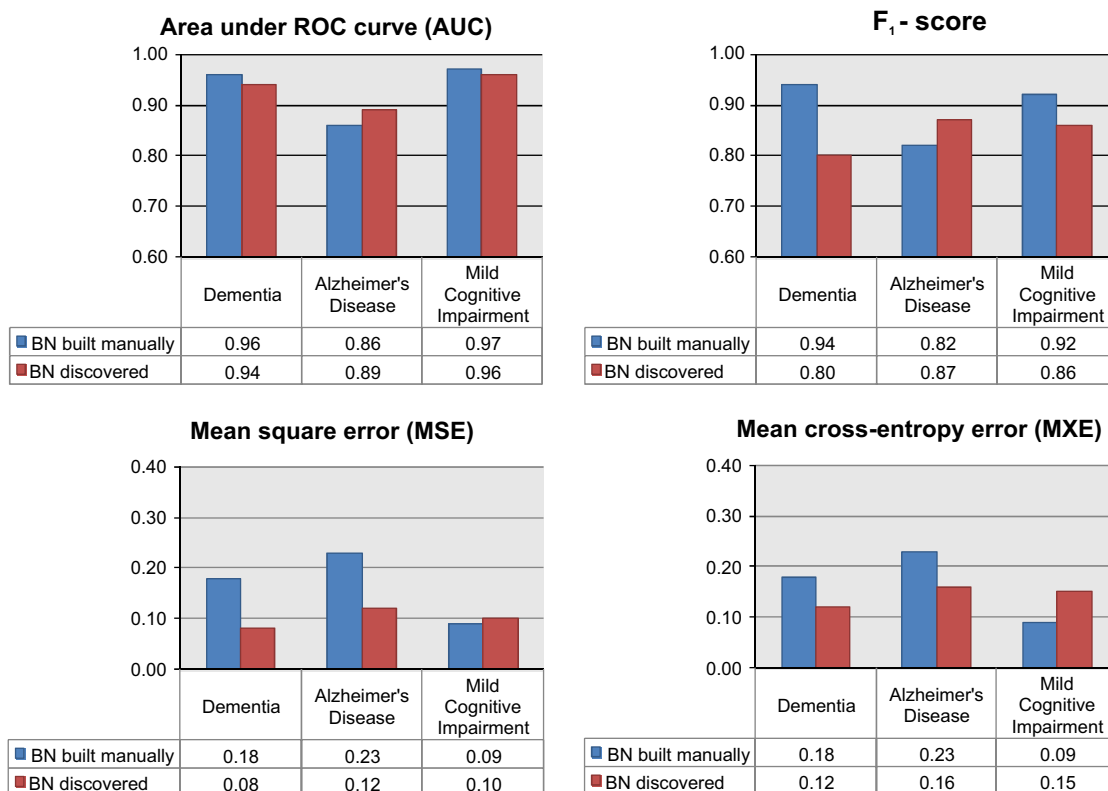 Area under ROC curve (AUC)
1.00
0.90
0.80
0.70
0.60
Dementia
Alzheimer's
Disease
Mild
Cognitive
Impairment
BN built manually 0.96 0.86 0.97
BN discovered 0.94 0.89 0.96
F1 - score
1.00
0.90
0.80
0.70
0.60
Dementia
Alzheimer's
Disease
Mild
Cognitive
Impairment
BN built manually 0.94 0.82 0.92
BN discovered 0.80 0.87 0.86
Mean square error (MSE)
0.40
0.30
0.20
0.10
0.00
Dementia
Alzheimer's
Disease
Mild
Cognitive
Impairment
BN built manually 0.18 0.23 0.09
BN discovered 0.08 0.12 0.10
Mean cross-entropy error (MXE)
0.40
0.30
0.20
0.10
0.00
Dementia
Alzheimer's
Disease
Mild
Cognitive
Impairment
BN built manually 0.18 0.23 0.09
BN discovered 0.12 0.16 0.15